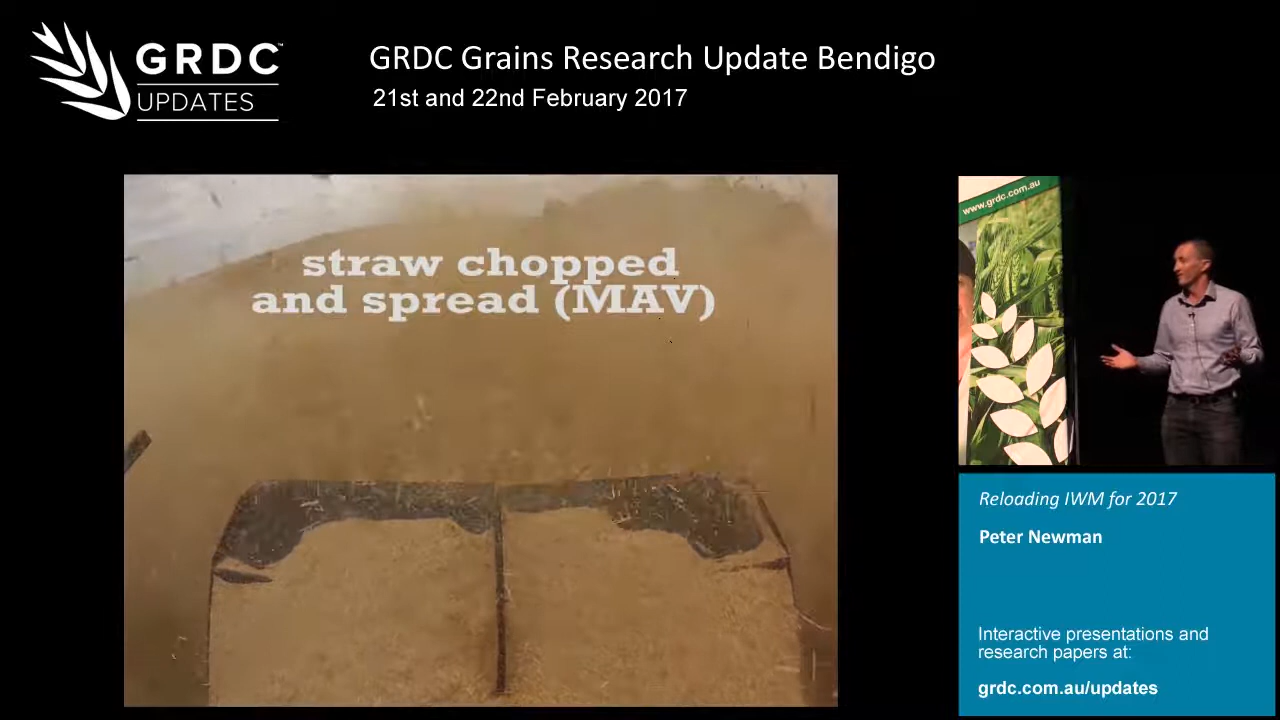 GRDC™
UPDATES
GRDC Grains Research Update Bendigo
21st and 22nd February 2017
straw chopped
and spread (MAV)
www.grdc.com.au
Reloading IWM for 2017
Peter Newman
Interactive presentations and
research papers at:
grdc.com.au/updates